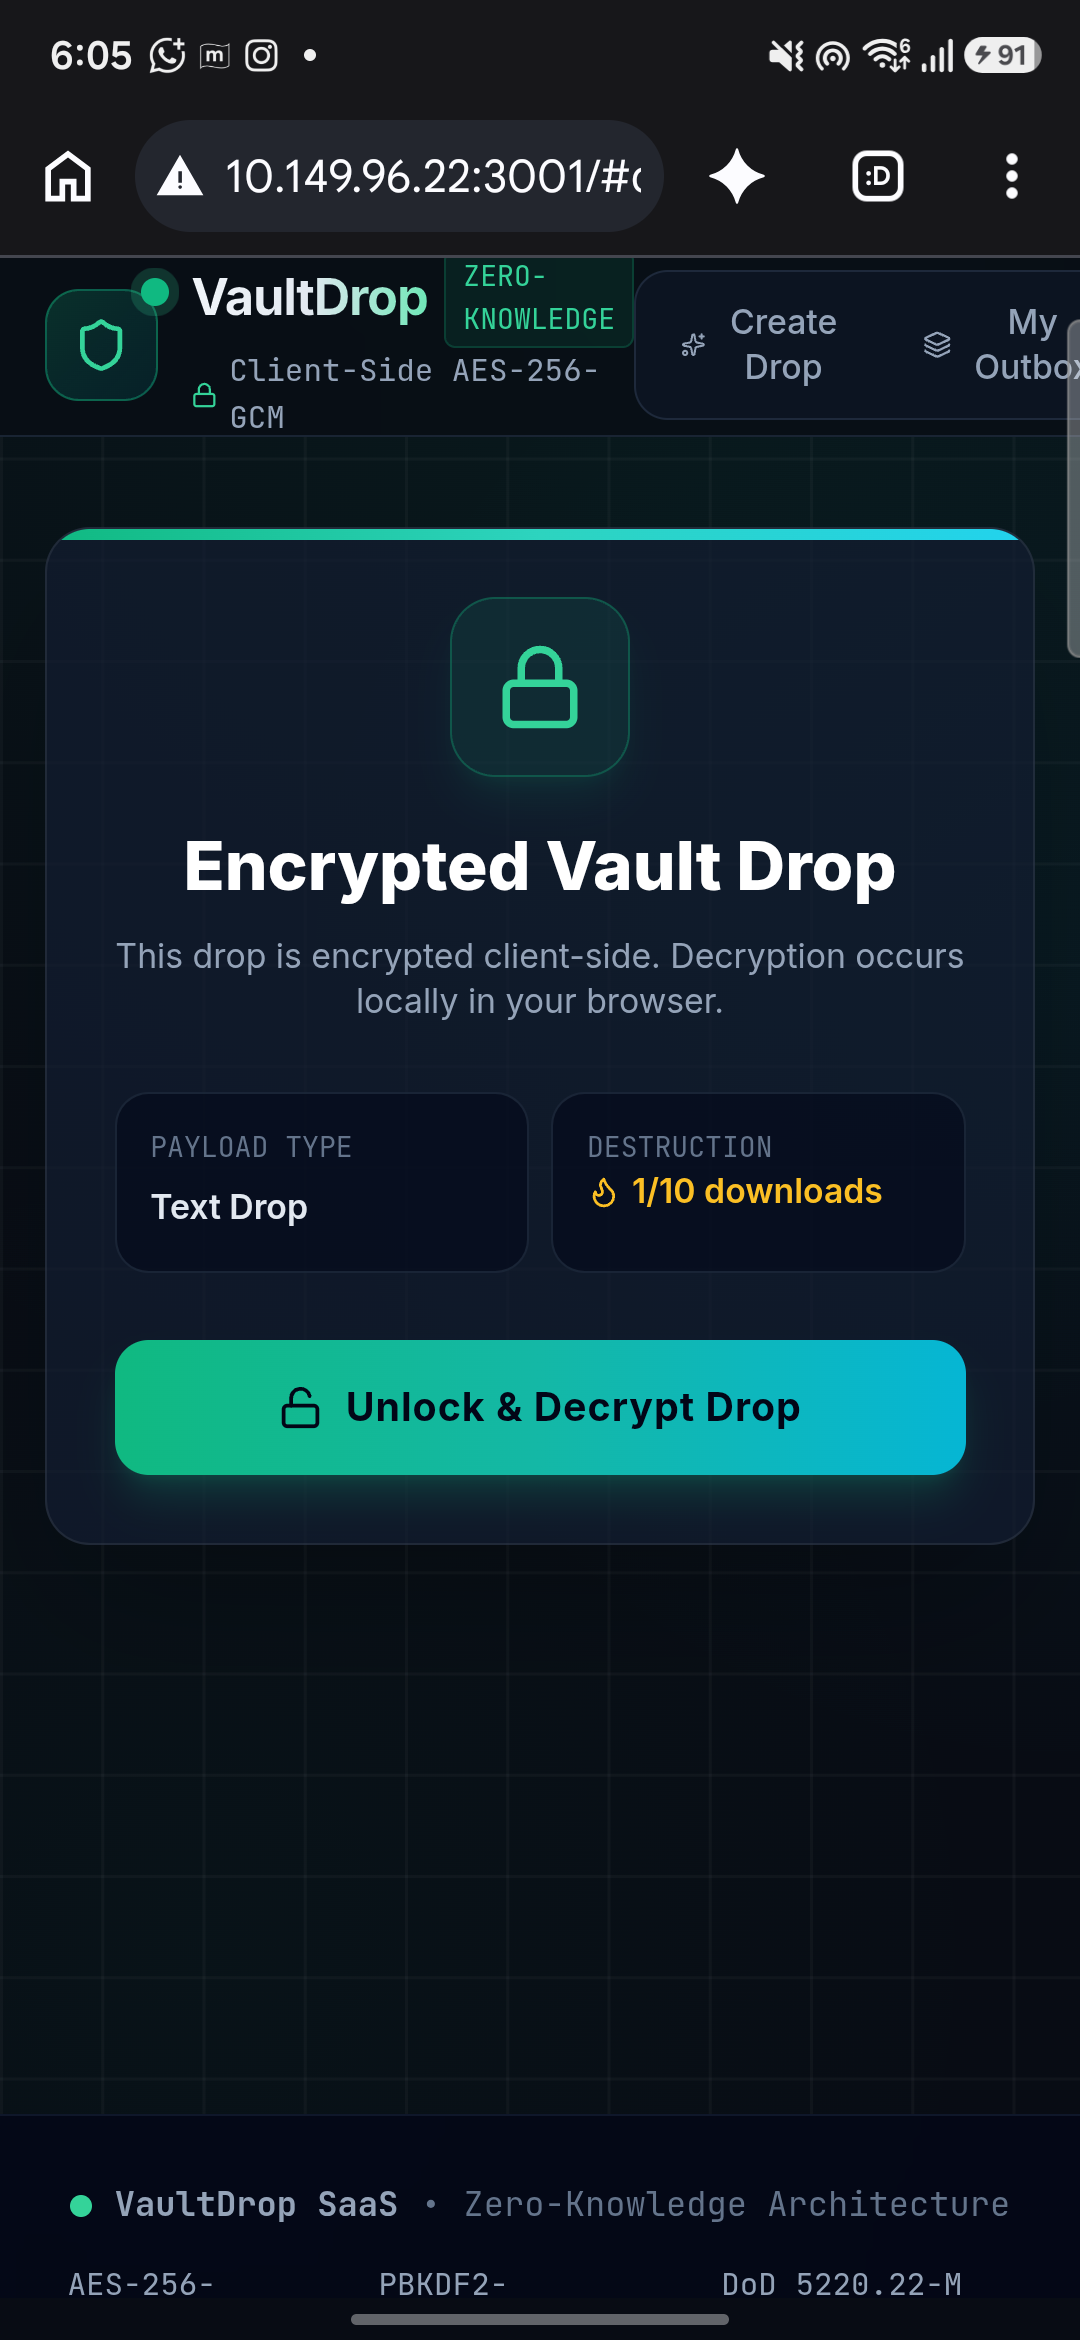 6:05
m
6
91
10.149.96.22:3001/#
:D
VaultDrop
ZERO-
KNOWLEDGE
Client-Side AES-256-
GCM
Create
Drop
My
Outbox
Encrypted Vault Drop
This drop is encrypted client-side. Decryption occurs
locally in your browser.
PAYLOAD TYPE
Text Drop
DESTRUCTION
1/10 downloads
Unlock & Decrypt Drop
VaultDrop SaaS • Zero-Knowledge Architecture
AES-256-
PBKDF2-
DoD 5220.22-M